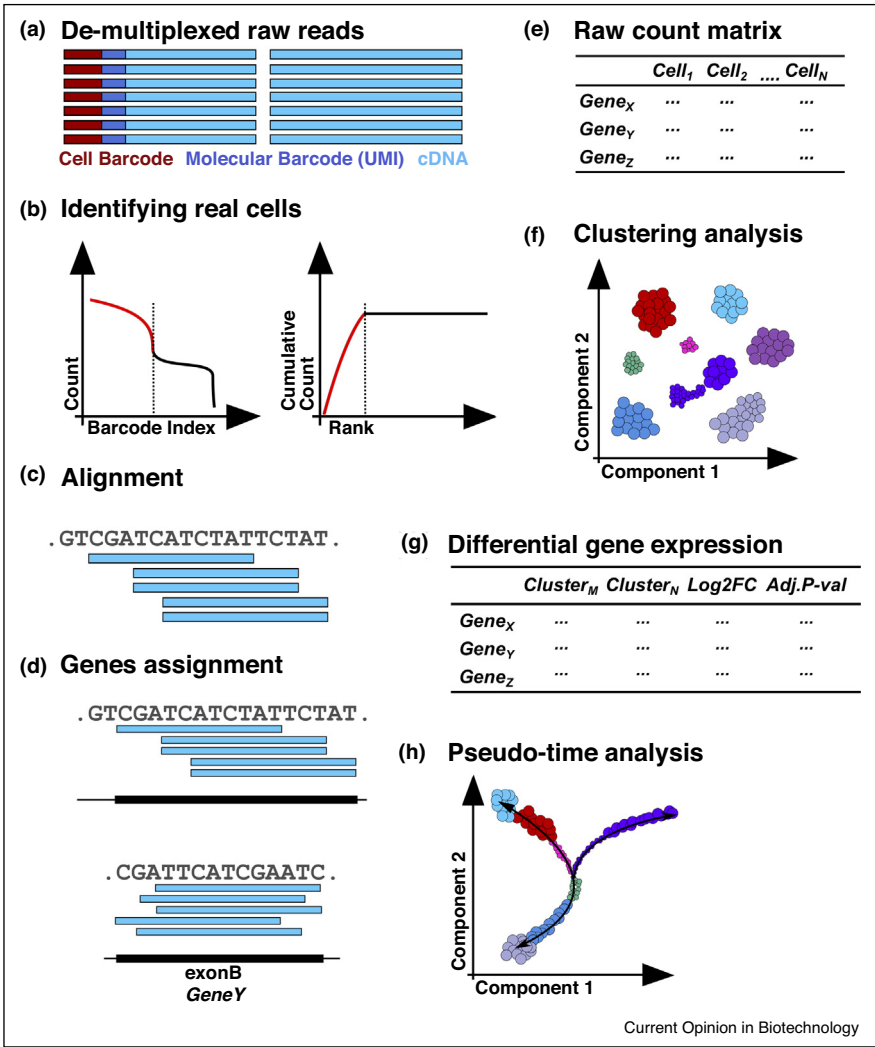 (a) De-multiplexed raw reads
Cell Barcode Molecular Barcode (UMI) cDNA
(b) Identifying real cells
Count
Barcode Index
Cumulative
Count
Rank
(c) Alignment
.GTCGATCATCTATTCTAT.
(d) Genes assignment
.GTCGATCATCTATTCTAT.
.CGATTCATCGAATC.
exonB
GeneY
(e) Raw count matrix
Cell1 Cell2 .... CellN
GeneX ... ... ...
GeneY ... ... ...
GeneZ ... ... ...
(f) Clustering analysis
Component 2
Component 1
(g) Differential gene expression
ClusterM ClusterN Log2FC Adj.P-val
GeneX ... ... ... ...
GeneY ... ... ... ...
GeneZ ... ... ... ...
(h) Pseudo-time analysis
Component 2
Component 1
Current Opinion in Biotechnology